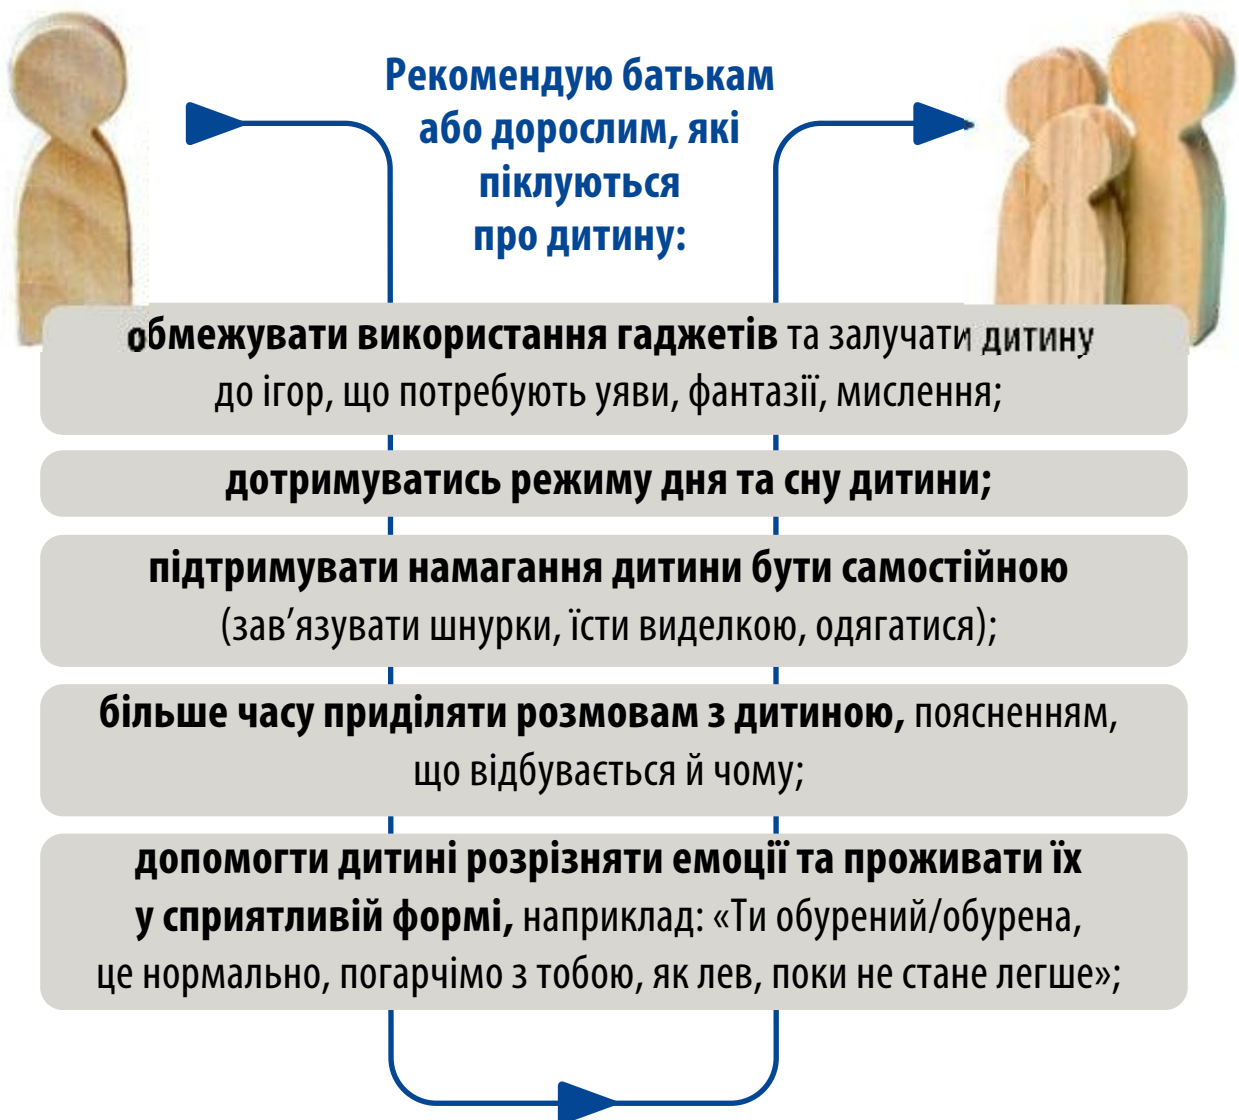 Рекомендую батькам
або дорослим, які
піклуються
про дитину:
обмежувати використання гаджетів та залучати дитину
до ігор, що потребують уяви, фантазії, мислення;
дотримуватись режиму дня та сну дитини;
підтримувати намагання дитини бути самостійною
(зав’язувати шнурки, їсти виделкою, одягатися);
більше часу приділяти розмовам з дитиною, поясненням,
що відбувається й чому;
допомогти дитині розрізняти емоції та проживати їх
у сприятливій формі, наприклад: «Ти обурений/обурена,
це нормально, погарчімо з тобою, як лев, поки не стане легше»;